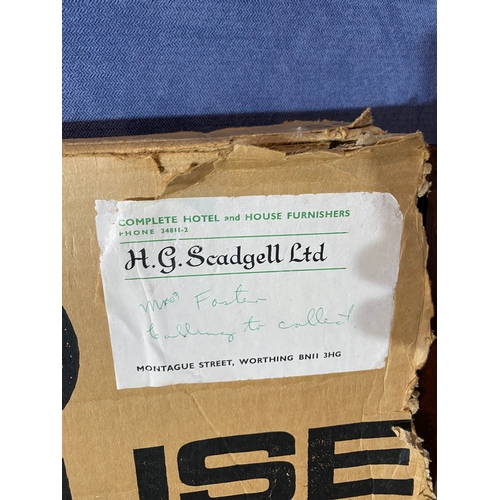 COMPLETE HOTEL and HOUSE FURNISHERS
PHONE 34811-2
H.G. Scadgell Ltd
Mrs Foster
Calling to collect.
MONTAGUE STREET, WORTHING BN11 3HG
USE